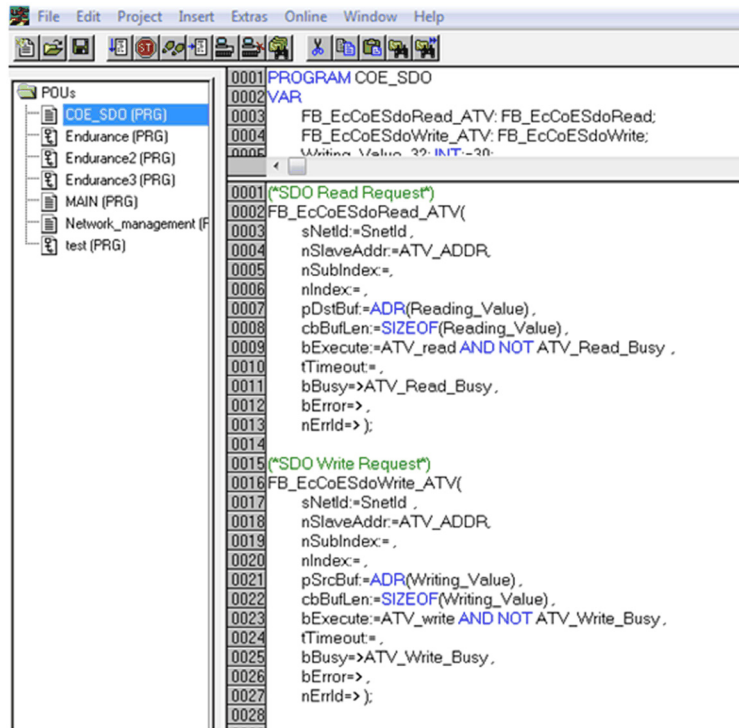 File Edit Project Insert Extras Online Window Help
POUs
COE_SDO (PRG)
Endurance (PRG)
Endurance2 (PRG)
Endurance3 (PRG)
MAIN (PRG)
Network_management (F
test (PRG)
0001 PROGRAM COE_SDO
0002 VAR
0003 FB_EcCoESdoRead_ATV: FB_EcCoESdoRead;
0004 FB_EcCoESdoWrite_ATV: FB_EcCoESdoWrite;
0005 Writing_Value_32: INT:=30;
0001 (*SDO Read Request*)
0002 FB_EcCoESdoRead_ATV(
0003 sNetId:=SnetId ,
0004 nSlaveAddr:=ATV_ADDR,
0005 nSubIndex:= ,
0006 nIndex:= ,
0007 pDstBuf:=ADR(Reading_Value) ,
0008 cbBufLen:=SIZEOF(Reading_Value) ,
0009 bExecute:=ATV_read AND NOT ATV_Read_Busy ,
0010 tTimeout:= ,
0011 bBusy=>ATV_Read_Busy ,
0012 bError=> ,
0013 nErrId=> );
0014
0015 (*SDO Write Request*)
0016 FB_EcCoESdoWrite_ATV(
0017 sNetId:=SnetId ,
0018 nSlaveAddr:=ATV_ADDR,
0019 nSubIndex:= ,
0020 nIndex:= ,
0021 pSrcBuf:=ADR(Writing_Value) ,
0022 cbBufLen:=SIZEOF(Writing_Value) ,
0023 bExecute:=ATV_write AND NOT ATV_Write_Busy ,
0024 tTimeout:= ,
0025 bBusy=>ATV_Write_Busy ,
0026 bError=> ,
0027 nErrId=> );
0028